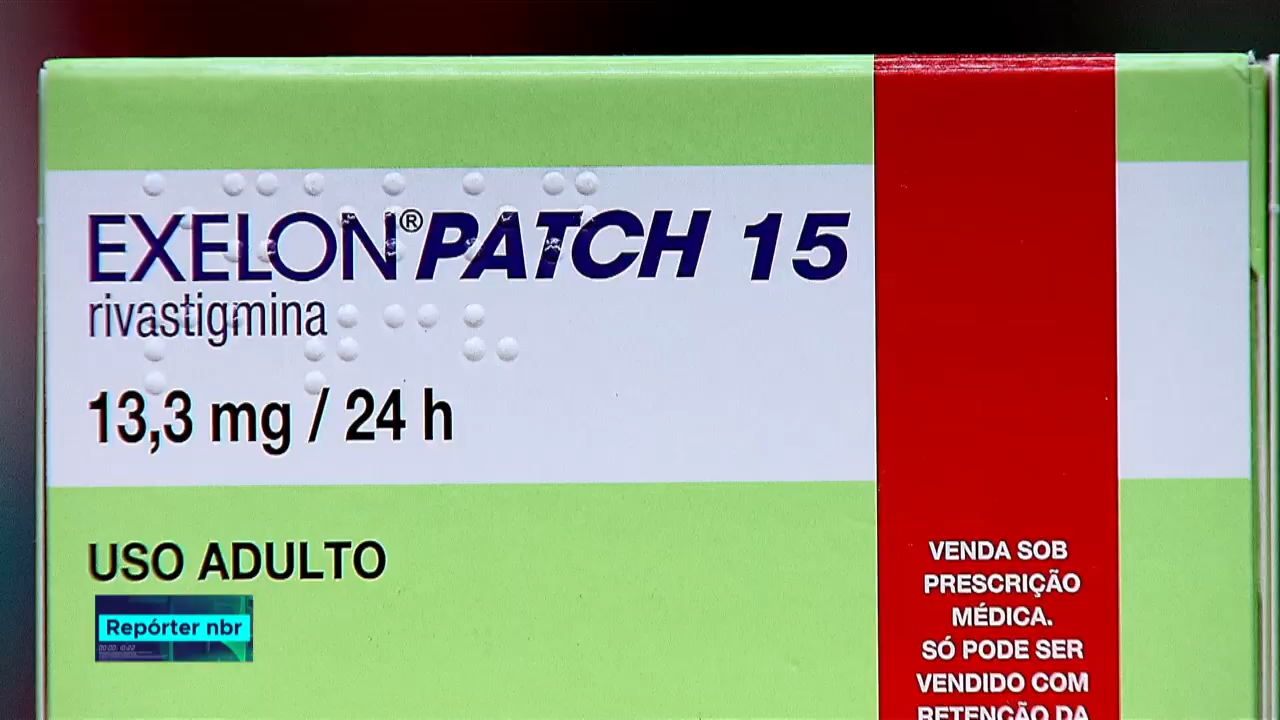 EXELON® PATCH 15
rivastigmina
13,3 mg / 24 h
USO ADULTO
Repórter nbr
VENDA SOB
PRESCRIÇÃO
MÉDICA.
SÓ PODE SER
VENDIDO COM
RETENÇÃO DA